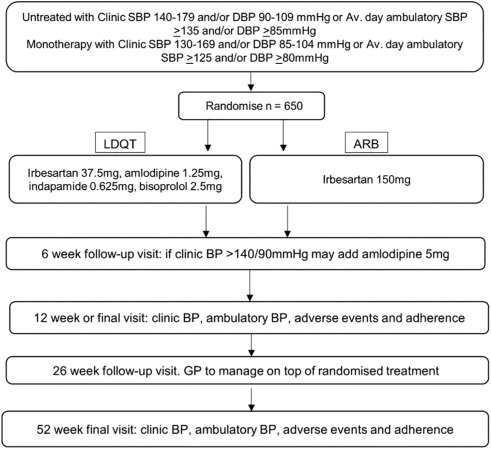 Untreated with Clinic SBP 140-179 and/or DBP 90-109 mmHg or Av. day ambulatory SBP
>135 and/or DBP >85mmHg
Monotherapy with Clinic SBP 130-169 and/or DBP 85-104 mmHg or Av. day ambulatory
SBP >125 and/or DBP >80mmHg
Randomise n = 650
LDQT
ARB
Irbesartan 37.5mg, amlodipine 1.25mg,
indapamide 0.625mg, bisoprolol 2.5mg
Irbesartan 150mg
6 week follow-up visit: if clinic BP >140/90mmHg may add amlodipine 5mg
12 week or final visit: clinic BP, ambulatory BP, adverse events and adherence
26 week follow-up visit. GP to manage on top of randomised treatment
52 week final visit: clinic BP, ambulatory BP, adverse events and adherence